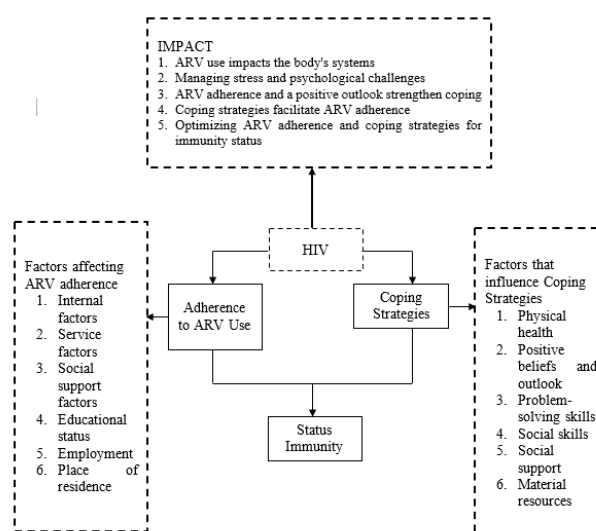 IMPACT
1. ARV use impacts the body's systems
2. Managing stress and psychological challenges
3. ARV adherence and a positive outlook strengthen coping
4. Coping strategies facilitate ARV adherence
5. Optimizing ARV adherence and coping strategies for
immunity status
HIV
Factors affecting
ARV adherence
1. Internal
factors
2. Service
factors
3. Social
support
factors
4. Educational
status
5. Employment
6. Place of
residence
Adherence
to ARV Use
Coping
Strategies
Factors that
influence Coping
Strategies
1. Physical
health
2. Positive
beliefs and
outlook
3. Problem-
solving skills
4. Social skills
5. Social
support
6. Material
resources
Status
Immunity